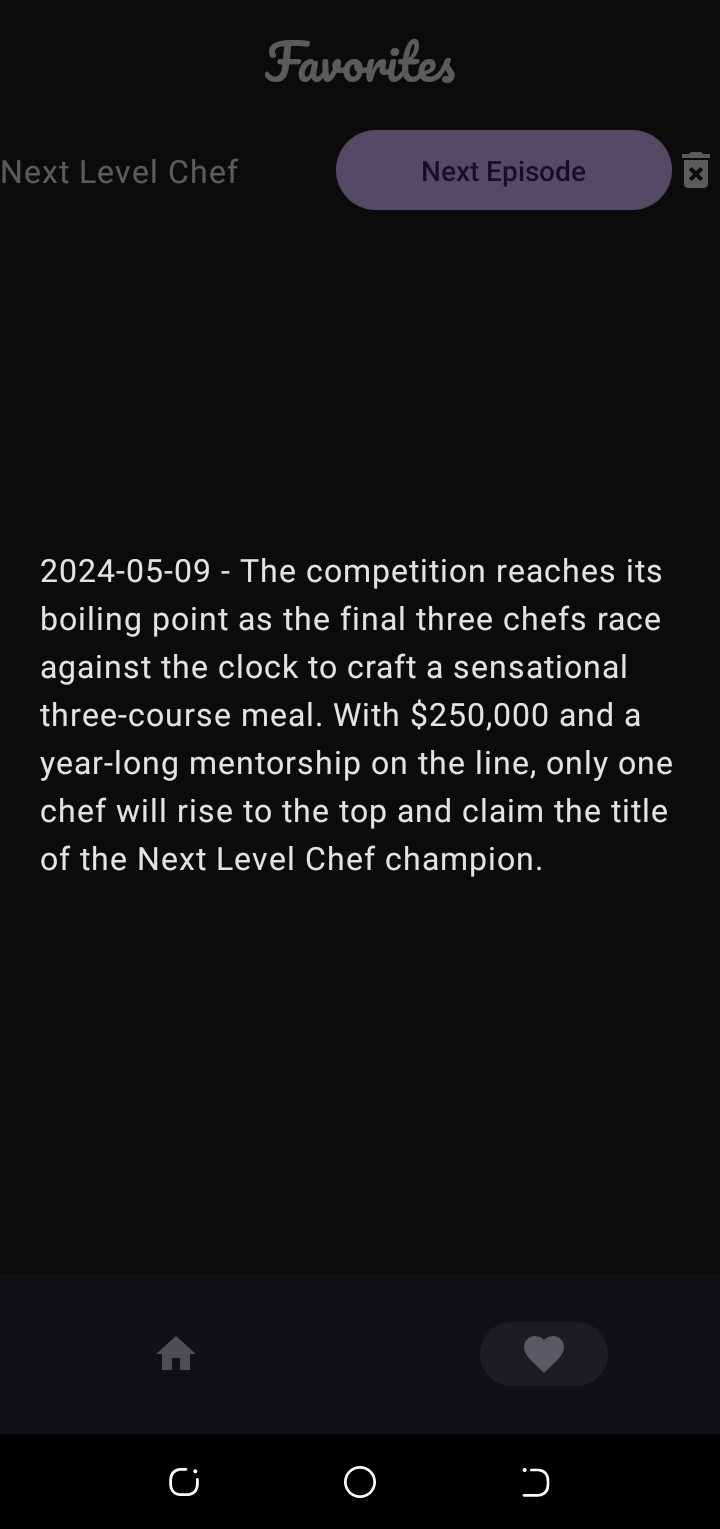 Favorites
Next Level Chef
Next Episode
2024-05-09 - The competition reaches its
boiling point as the final three chefs race
against the clock to craft a sensational
three-course meal. With $250,000 and a
year-long mentorship on the line, only one
chef will rise to the top and claim the title
of the Next Level Chef champion.